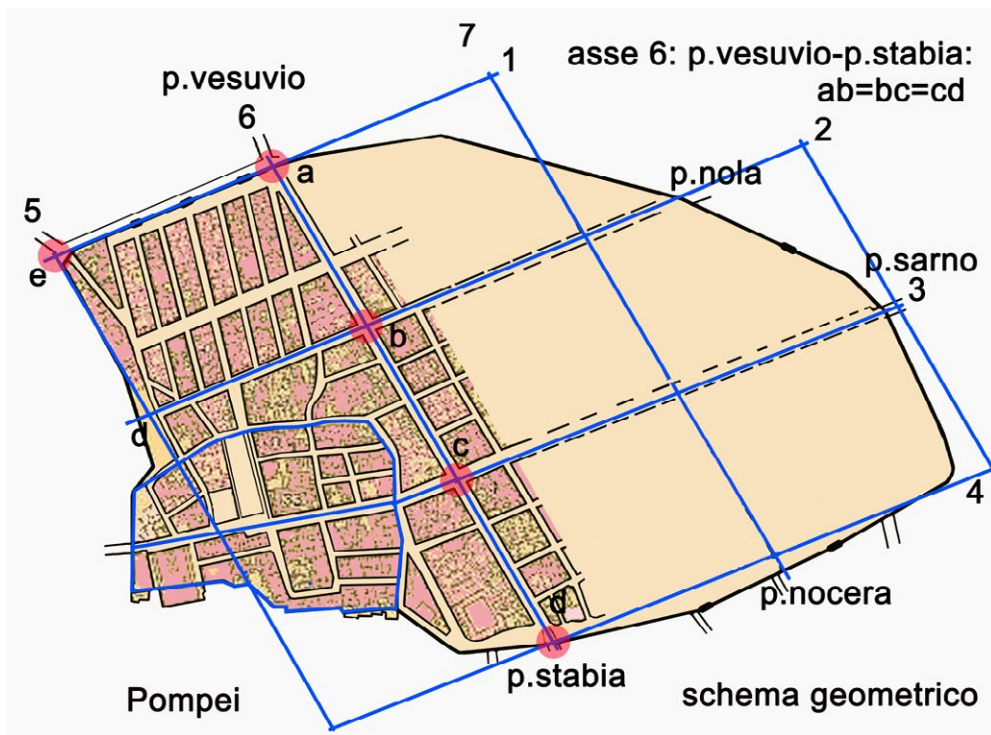 7
1
asse 6: p.vesuvio-p.stabia:
ab=bc=cd
p.vesuvio
6
2
a
p.nola
5
e
p.sarno
3
b
d
c
4
d
p.nocera
p.stabia
Pompei
schema geometrico